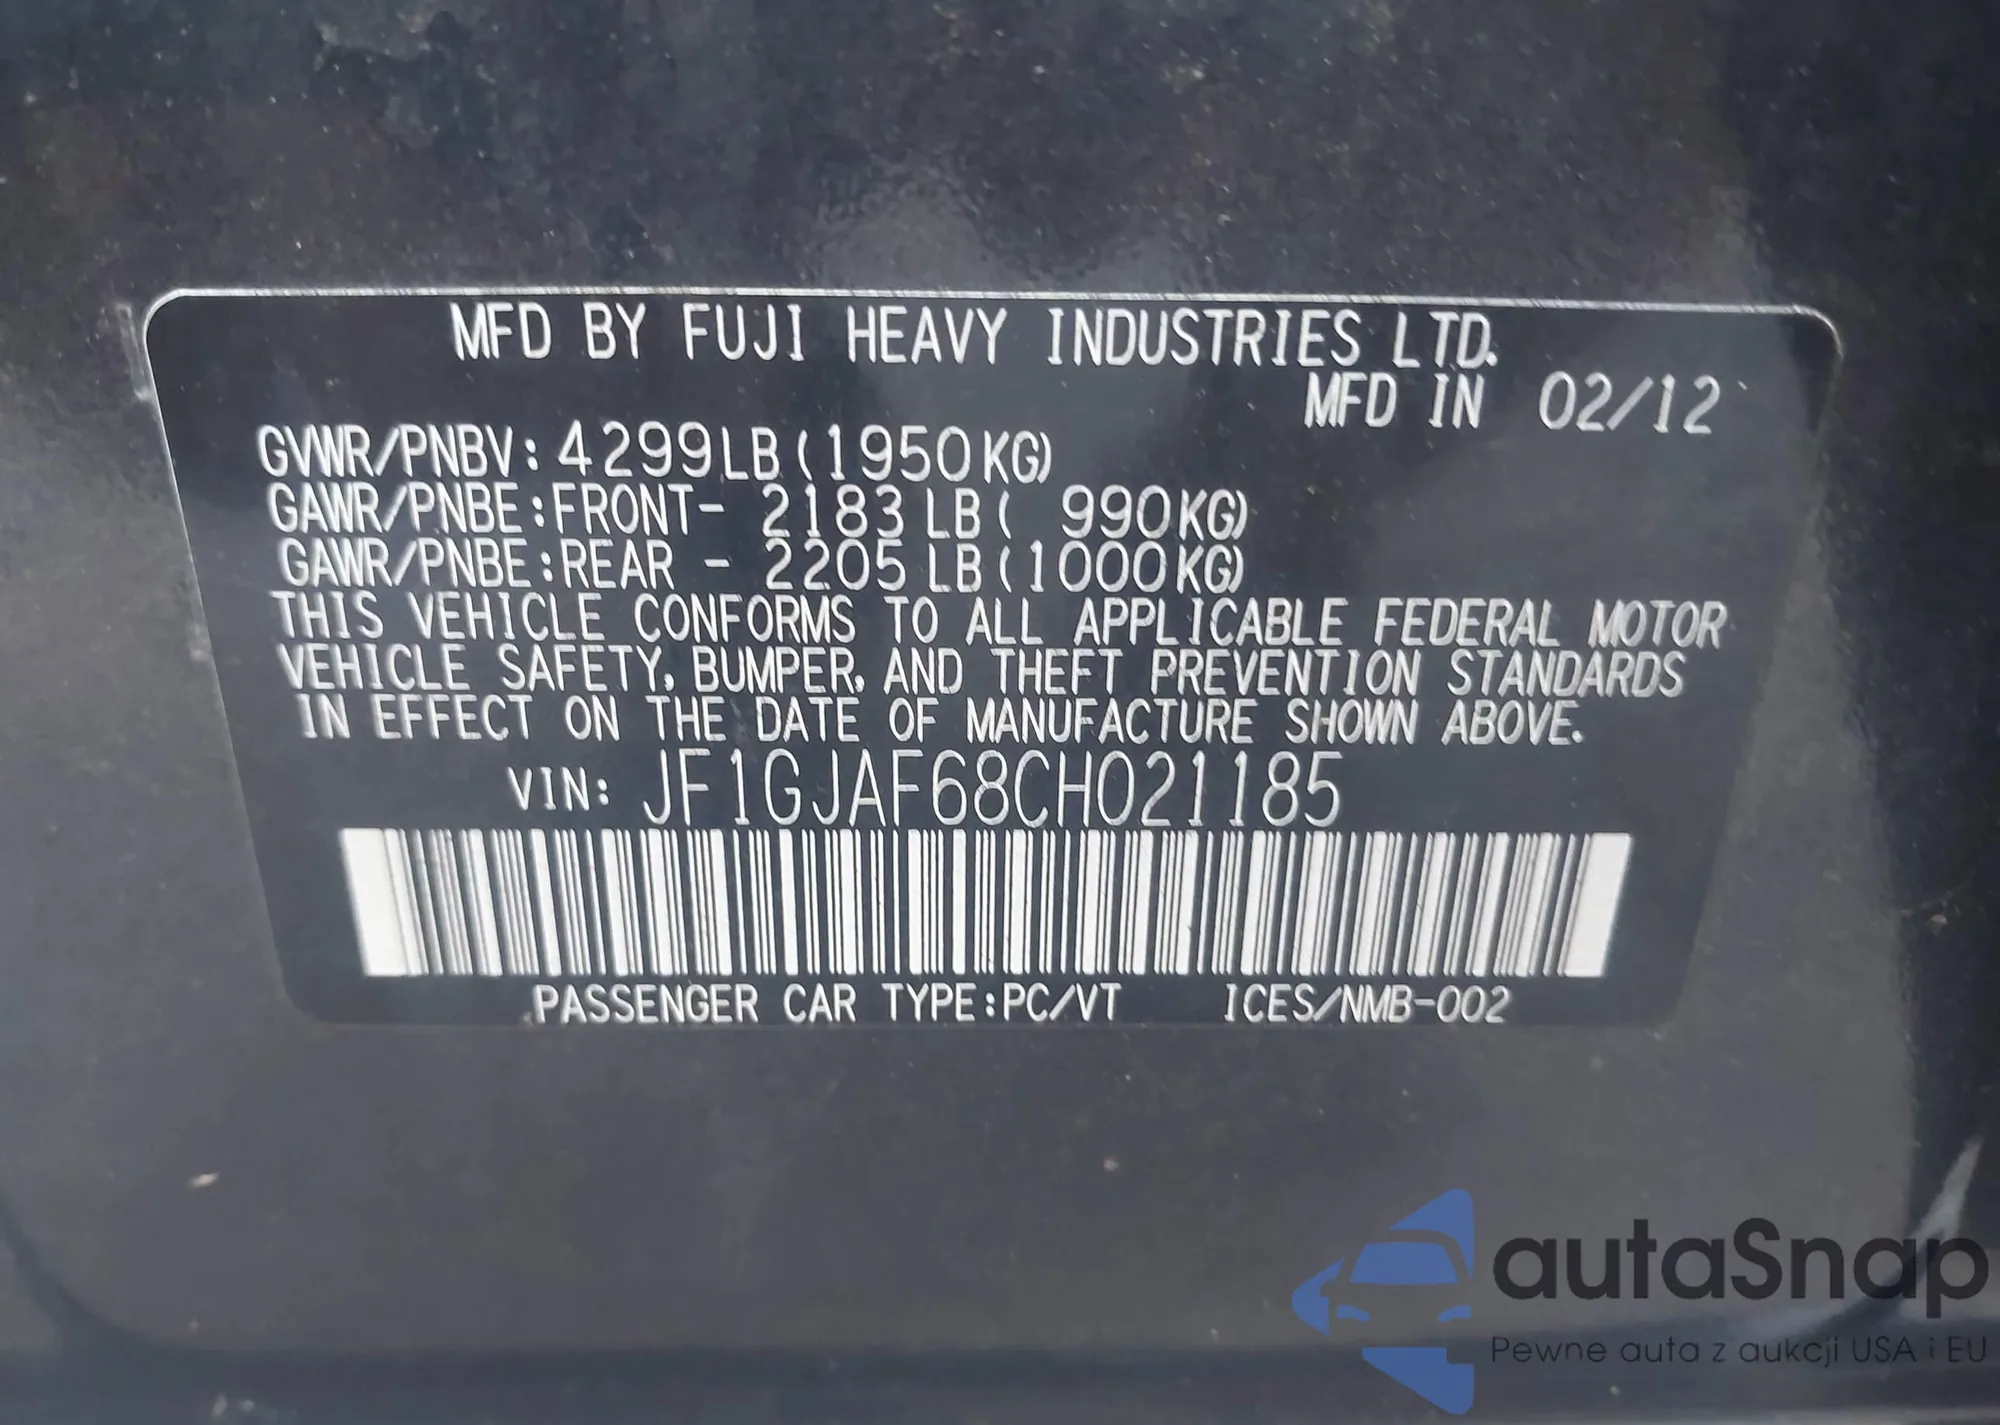 MFD BY FUJI HEAVY INDUSTRIES LTD.
MFD IN 02/12
GVWR/PNBV: 4299LB(1950KG)
GAWR/PNBE:FRONT- 2183LB( 990KG)
GAWR/PNBE:REAR - 2205LB(1000KG)
THIS VEHICLE CONFORMS TO ALL APPLICABLE FEDERAL MOTOR
VEHICLE SAFETY, BUMPER, AND THEFT PREVENTION STANDARDS
IN EFFECT ON THE DATE OF MANUFACTURE SHOWN ABOVE.
VIN: JF1GJAF68CH021185
PASSENGER CAR TYPE:PC/VT ICES/NMB-002
autaSnap
Pewne auta z aukcji USA i EU